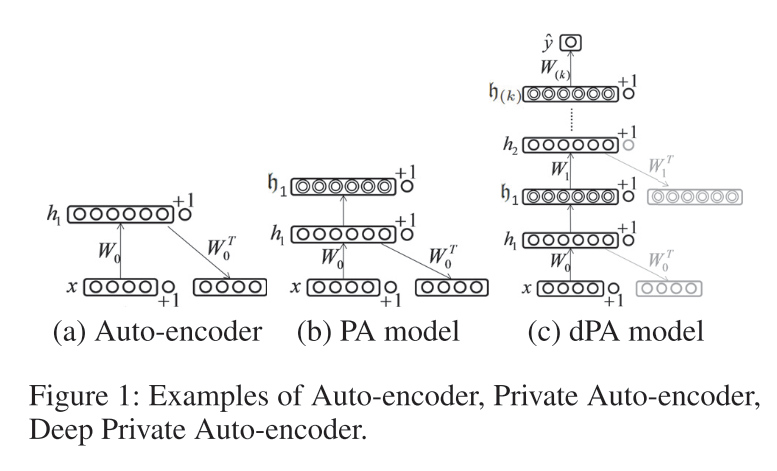 ŷ
W₍ₖ₎
+1
𝔥₍ₖ₎
+1
h₂
W₁
W₁ᵀ
+1
𝔥₁
+1
h₁
W₀
W₀ᵀ
x
+1
+1
𝔥₁
+1
h₁
W₀
W₀ᵀ
x
+1
+1
h₁
W₀
W₀ᵀ
x
+1
(a) Auto-encoder (b) PA model (c) dPA model
Figure 1: Examples of Auto-encoder, Private Auto-encoder,
Deep Private Auto-encoder.